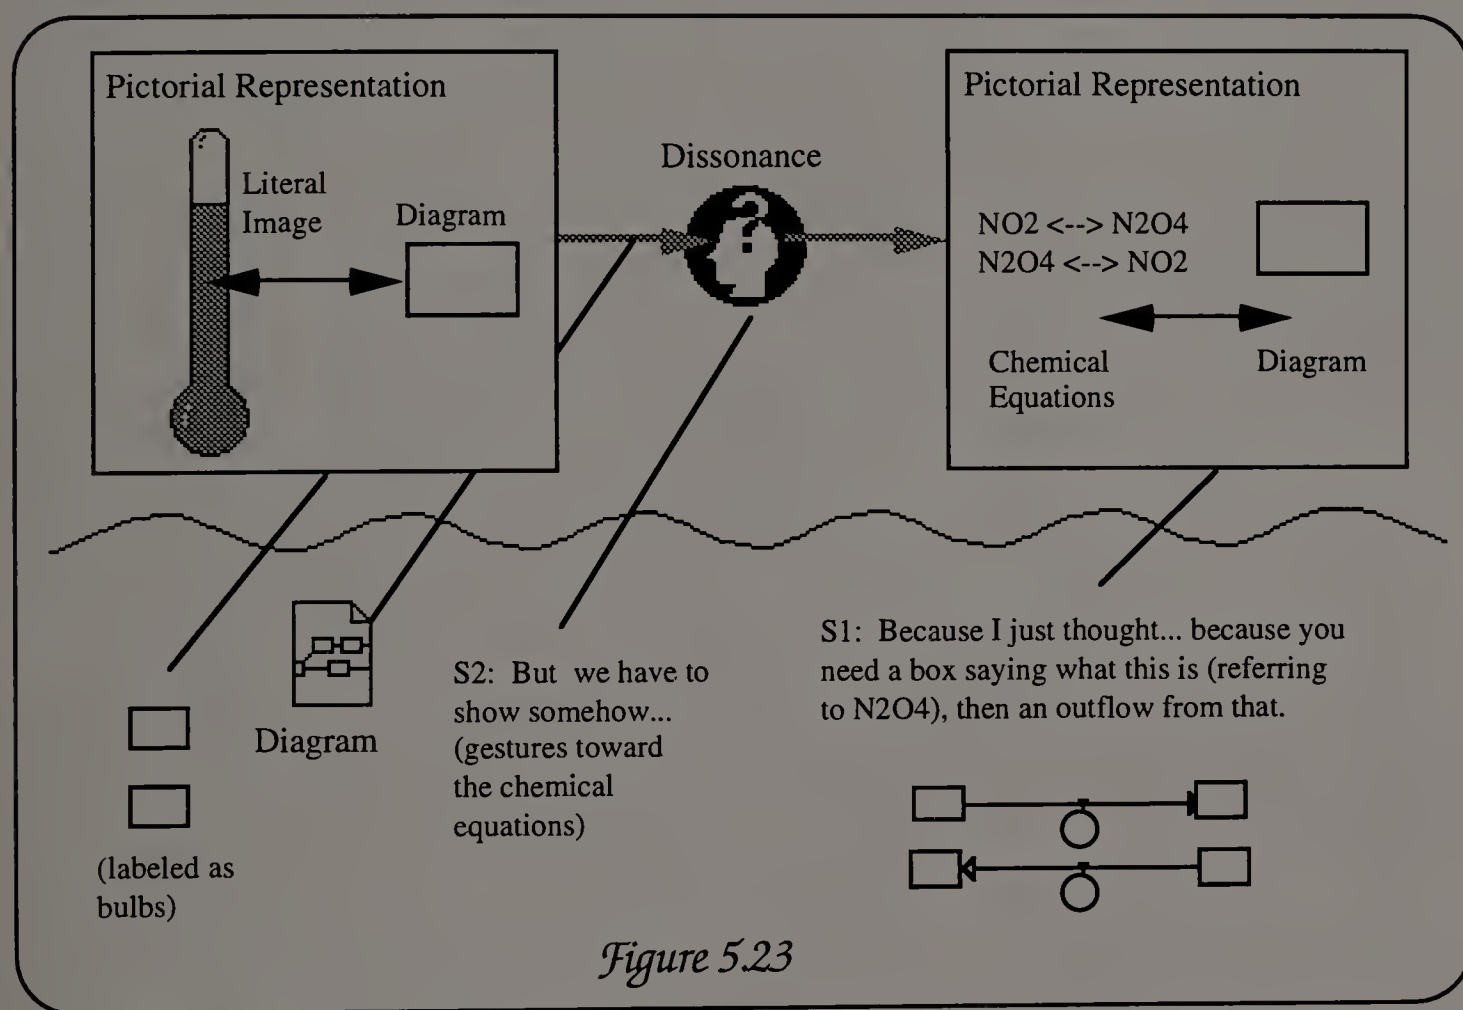 Pictorial Representation
Literal
Image
Diagram
Dissonance
?
Pictorial Representation
NO2 <--> N2O4
N2O4 <--> NO2
Chemical
Equations
Diagram
(labeled as
bulbs)
Diagram
S2: But we have to
show somehow...
(gestures toward
the chemical
equations)
S1: Because I just thought... because you
need a box saying what this is (referring
to N2O4), then an outflow from that.
Figure 5.23